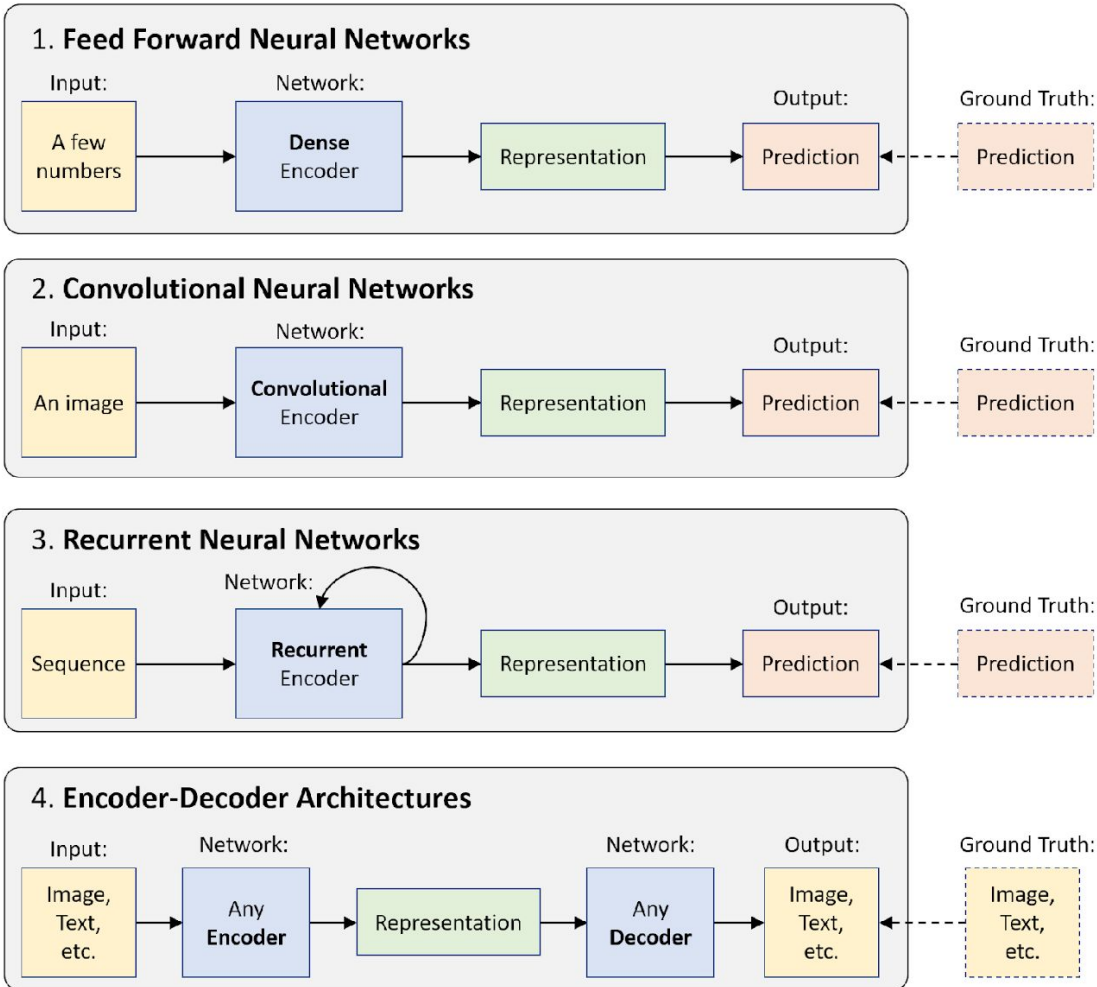 1. Feed Forward Neural Networks
Input:
Network:
Output:
Ground Truth:
A few
numbers
Dense
Encoder
Representation
Prediction
Prediction
2. Convolutional Neural Networks
Input:
Network:
Output:
Ground Truth:
An image
Convolutional
Encoder
Representation
Prediction
Prediction
3. Recurrent Neural Networks
Input:
Network:
Output:
Ground Truth:
Sequence
Recurrent
Encoder
Representation
Prediction
Prediction
4. Encoder-Decoder Architectures
Input:
Network:
Network:
Output:
Ground Truth:
Image,
Text,
etc.
Any
Encoder
Representation
Any
Decoder
Image,
Text,
etc.
Image,
Text,
etc.